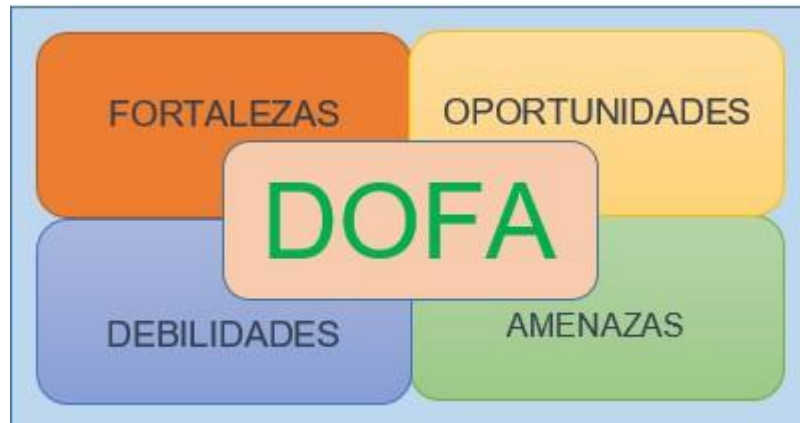 FORTALEZAS
OPORTUNIDADES
DOFA
DEBILIDADES
AMENAZAS